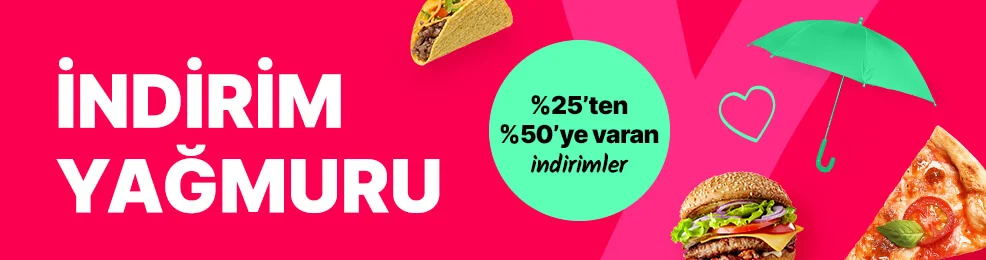 İNDİRİM
YAĞMURU
%25’ten
%50’ye varan
indirimler